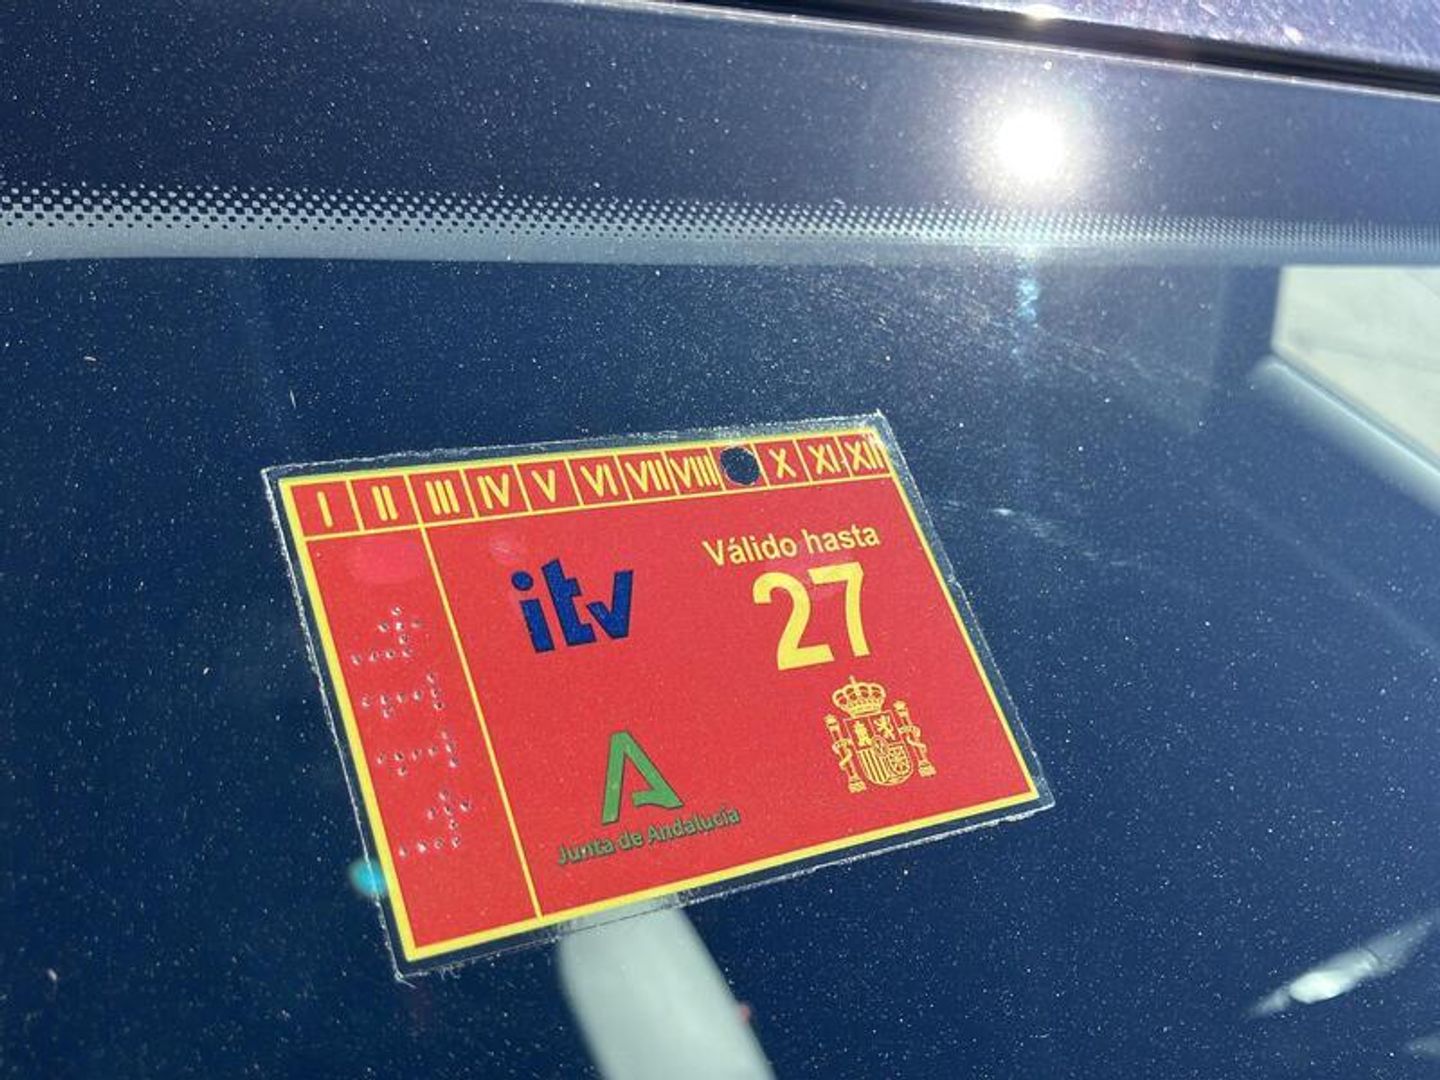 I II III IV V VI VII VIII X XI XII
Válido hasta
27
itv
Junta de Andalucía